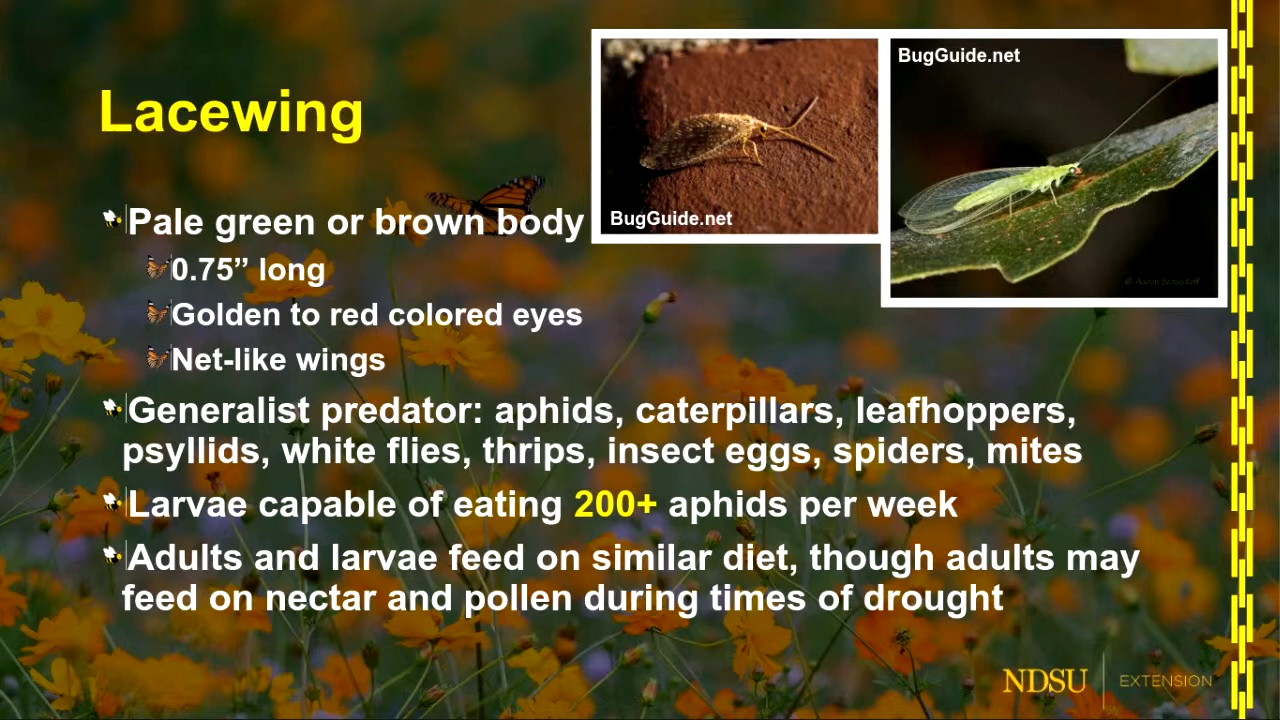 Lacewing
BugGuide.net
BugGuide.net
Pale green or brown body
0.75” long
Golden to red colored eyes
Net-like wings
Generalist predator: aphids, caterpillars, leafhoppers,
psyllids, white flies, thrips, insect eggs, spiders, mites
Larvae capable of eating 200+ aphids per week
Adults and larvae feed on similar diet, though adults may
feed on nectar and pollen during times of drought
NDSU EXTENSION